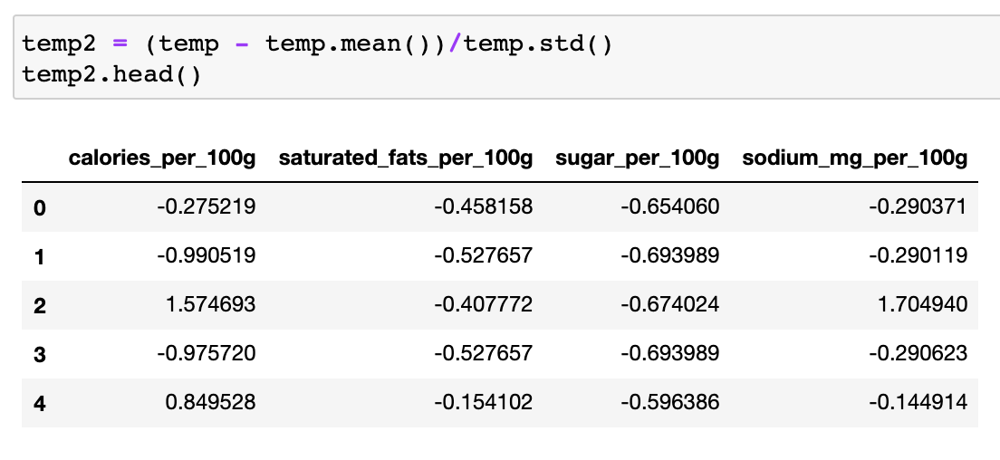 temp2 = (temp - temp.mean())/temp.std()
temp2.head()
calories_per_100g saturated_fats_per_100g sugar_per_100g sodium_mg_per_100g
0 -0.275219 -0.458158 -0.654060 -0.290371
1 -0.990519 -0.527657 -0.693989 -0.290119
2 1.574693 -0.407772 -0.674024 1.704940
3 -0.975720 -0.527657 -0.693989 -0.290623
4 0.849528 -0.154102 -0.596386 -0.144914